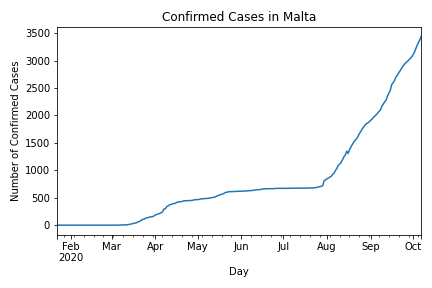 Confirmed Cases in Malta
Number of Confirmed Cases
3500
3000
2500
2000
1500
1000
500
0
Feb Mar Apr May Jun Jul Aug Sep Oct
2020
Day